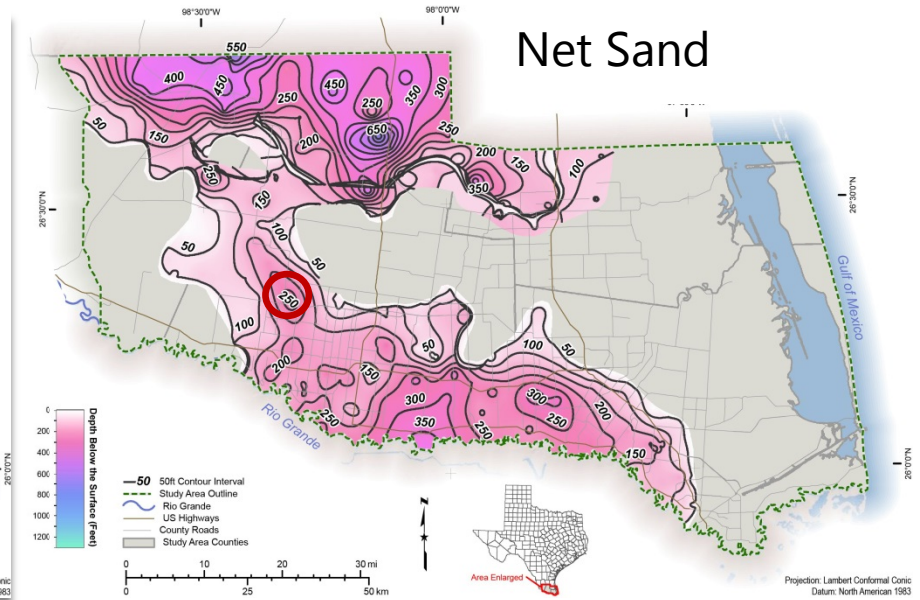 98°30'0"W
98°0'0"W
Net Sand
550
400
450
450
250
350
300
250
650
250
50
150
200
200
150
100
350
250
150
100
50
50
250
100
50
100
50
200
150
300
350
250
250
300
250
200
150
26°30'0"N
26°30'0"N
26°0'0"N
26°0'0"N
Gulf of Mexico
Rio Grande
0
200
400
600
800
1000
1200
Depth Below the Surface (Feet)
50 50ft Contour Interval
Study Area Outline
Rio Grande
US Highways
County Roads
Study Area Counties
0 10 20 30 mi
0 25 50 km
N
Area Enlarged
Projection: Lambert Conformal Conic
Datum: North American 1983
nic
983